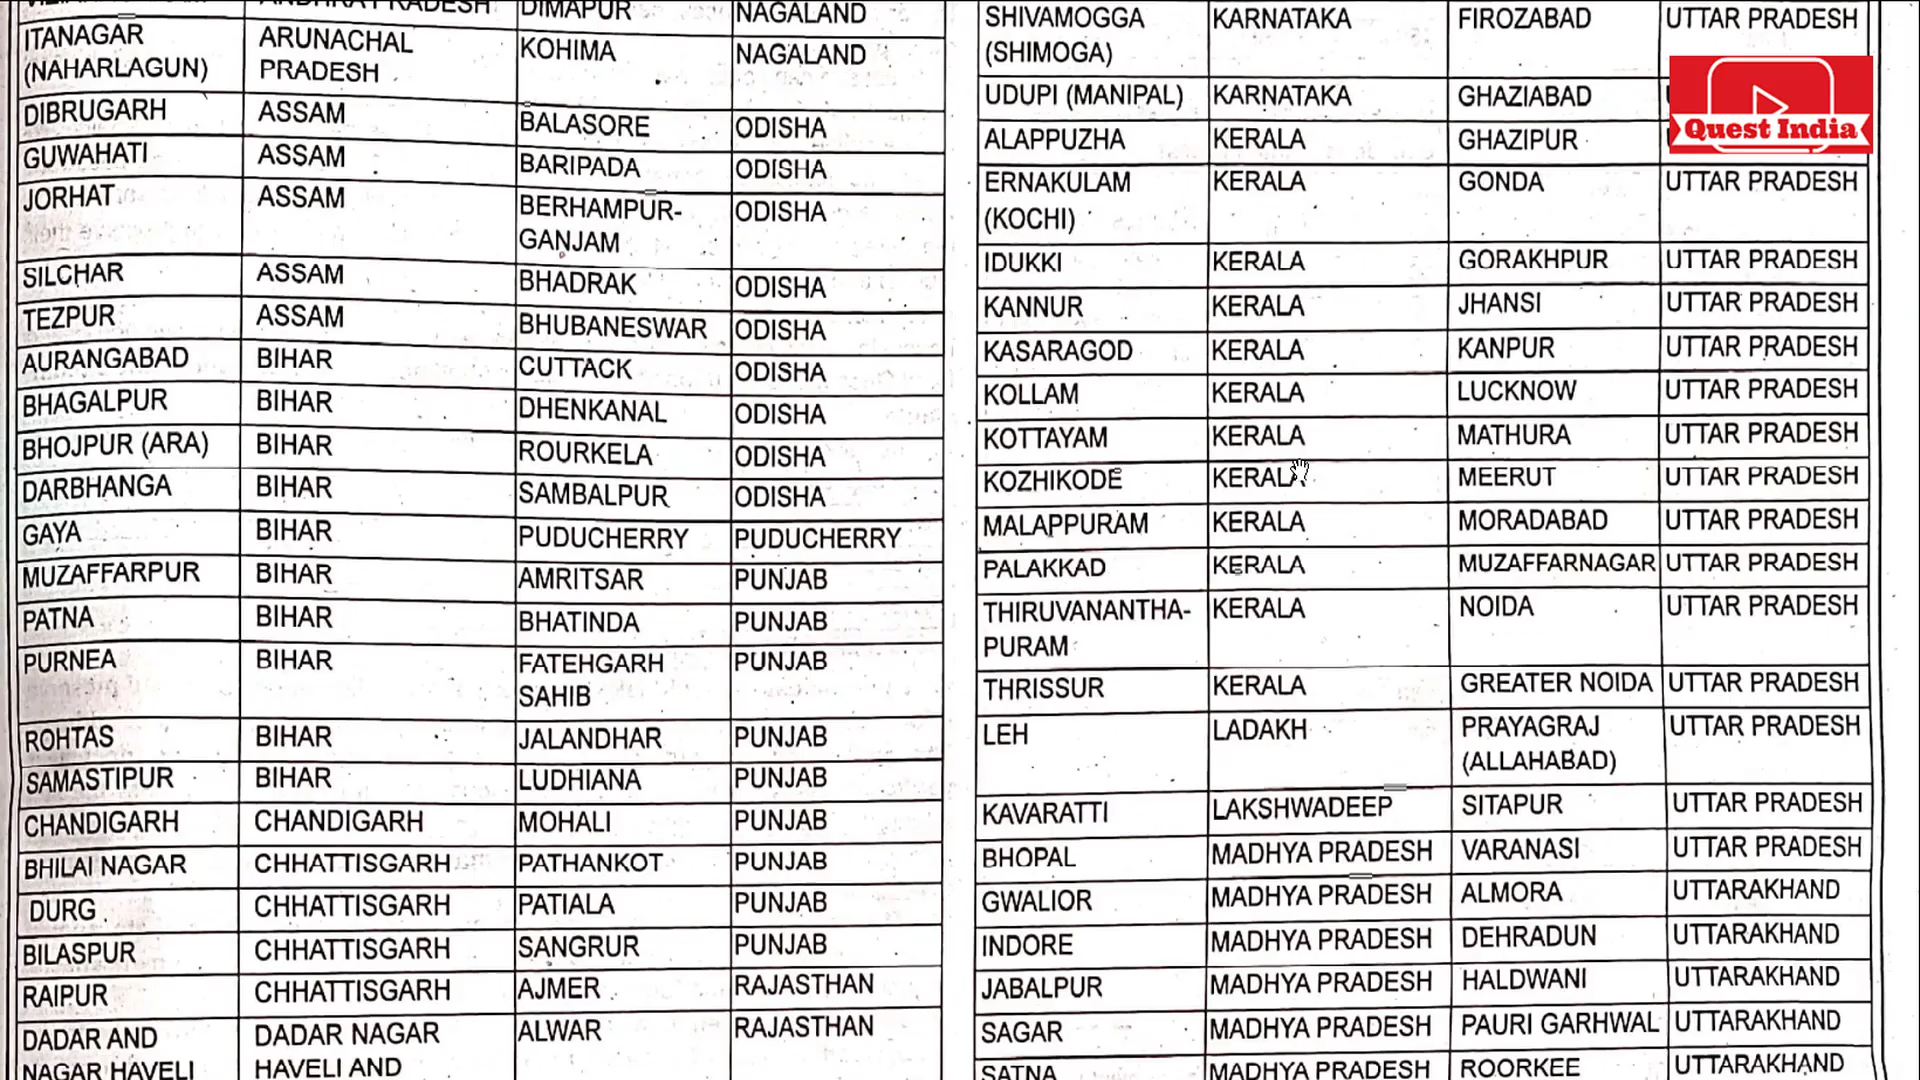 ANDHRA PRADESH DIMAPUR NAGALAND
ITANAGAR (NAHARLAGUN) ARUNACHAL PRADESH KOHIMA NAGALAND
DIBRUGARH ASSAM BALASORE ODISHA
GUWAHATI ASSAM BARIPADA ODISHA
JORHAT ASSAM BERHAMPUR-GANJAM ODISHA
SILCHAR ASSAM BHADRAK ODISHA
TEZPUR ASSAM BHUBANESWAR ODISHA
AURANGABAD BIHAR CUTTACK ODISHA
BHAGALPUR BIHAR DHENKANAL ODISHA
BHOJPUR (ARA) BIHAR ROURKELA ODISHA
DARBHANGA BIHAR SAMBALPUR ODISHA
GAYA BIHAR PUDUCHERRY PUDUCHERRY
MUZAFFARPUR BIHAR AMRITSAR PUNJAB
PATNA BIHAR BHATINDA PUNJAB
PURNEA BIHAR FATEHGARH SAHIB PUNJAB
ROHTAS BIHAR JALANDHAR PUNJAB
SAMASTIPUR BIHAR LUDHIANA PUNJAB
CHANDIGARH CHANDIGARH MOHALI PUNJAB
BHILAI NAGAR CHHATTISGARH PATHANKOT PUNJAB
DURG CHHATTISGARH PATIALA PUNJAB
BILASPUR CHHATTISGARH SANGRUR PUNJAB
RAIPUR CHHATTISGARH AJMER RAJASTHAN
DADAR AND NAGAR HAVELI DADAR NAGAR HAVELI AND ALWAR RAJASTHAN
SHIVAMOGGA (SHIMOGA) KARNATAKA FIROZABAD UTTAR PRADESH
UDUPI (MANIPAL) KARNATAKA GHAZIABAD
ALAPPUZHA KERALA GHAZIPUR
ERNAKULAM (KOCHI) KERALA GONDA UTTAR PRADESH
IDUKKI KERALA GORAKHPUR UTTAR PRADESH
KANNUR KERALA JHANSI UTTAR PRADESH
KASARAGOD KERALA KANPUR UTTAR PRADESH
KOLLAM KERALA LUCKNOW UTTAR PRADESH
KOTTAYAM KERALA MATHURA UTTAR PRADESH
KOZHIKODE KERALA MEERUT UTTAR PRADESH
MALAPPURAM KERALA MORADABAD UTTAR PRADESH
PALAKKAD KERALA MUZAFFARNAGAR UTTAR PRADESH
THIRUVANANTHA-PURAM KERALA NOIDA UTTAR PRADESH
THRISSUR KERALA GREATER NOIDA UTTAR PRADESH
LEH LADAKH PRAYAGRAJ (ALLAHABAD) UTTAR PRADESH
KAVARATTI LAKSHWADEEP SITAPUR UTTAR PRADESH
BHOPAL MADHYA PRADESH VARANASI UTTAR PRADESH
GWALIOR MADHYA PRADESH ALMORA UTTARAKHAND
INDORE MADHYA PRADESH DEHRADUN UTTARAKHAND
JABALPUR MADHYA PRADESH HALDWANI UTTARAKHAND
SAGAR MADHYA PRADESH PAURI GARHWAL UTTARAKHAND
SATNA MADHYA PRADESH ROORKEE UTTARAKHAND
Quest India